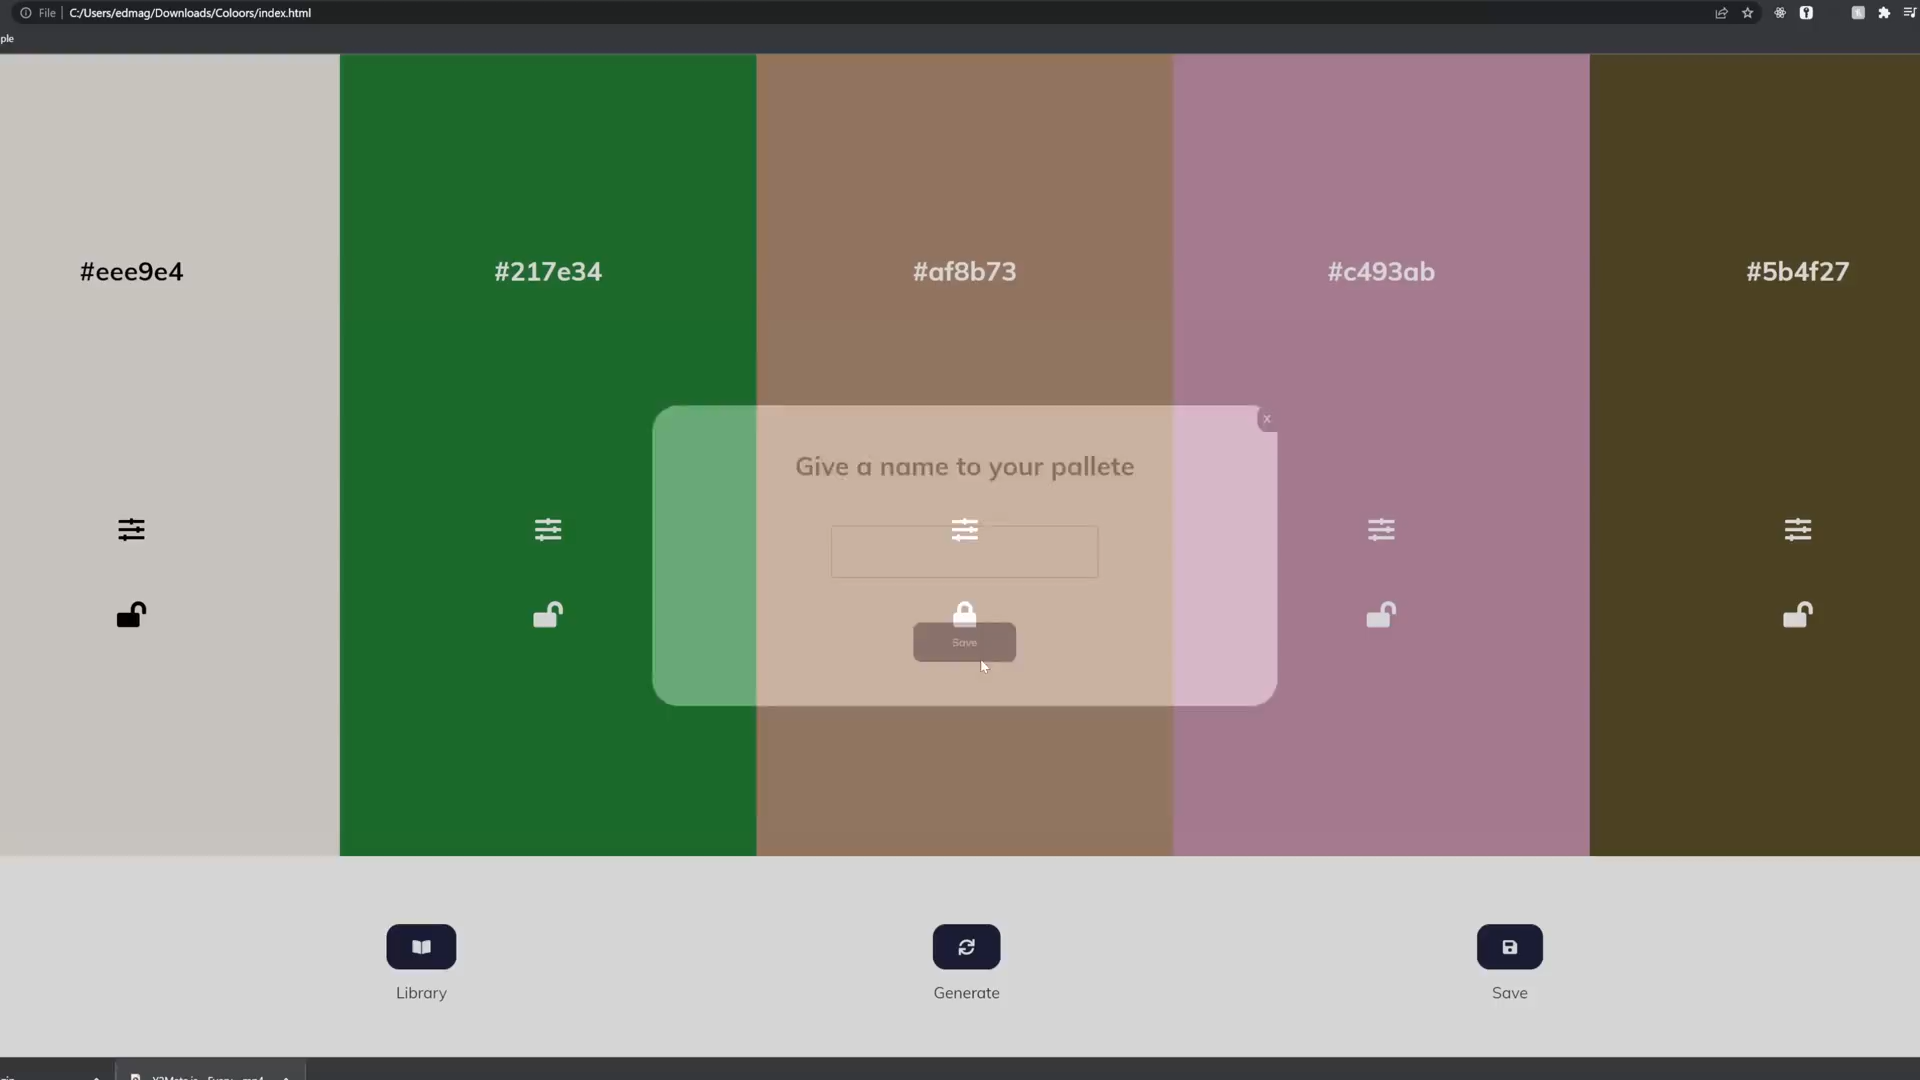 File C:/Users/edmag/Downloads/Coloors/index.html
ple
#eee9e4
#217e34
#af8b73
#c493ab
#5b4f27
x
Give a name to your pallete
Save
Library
Generate
Save